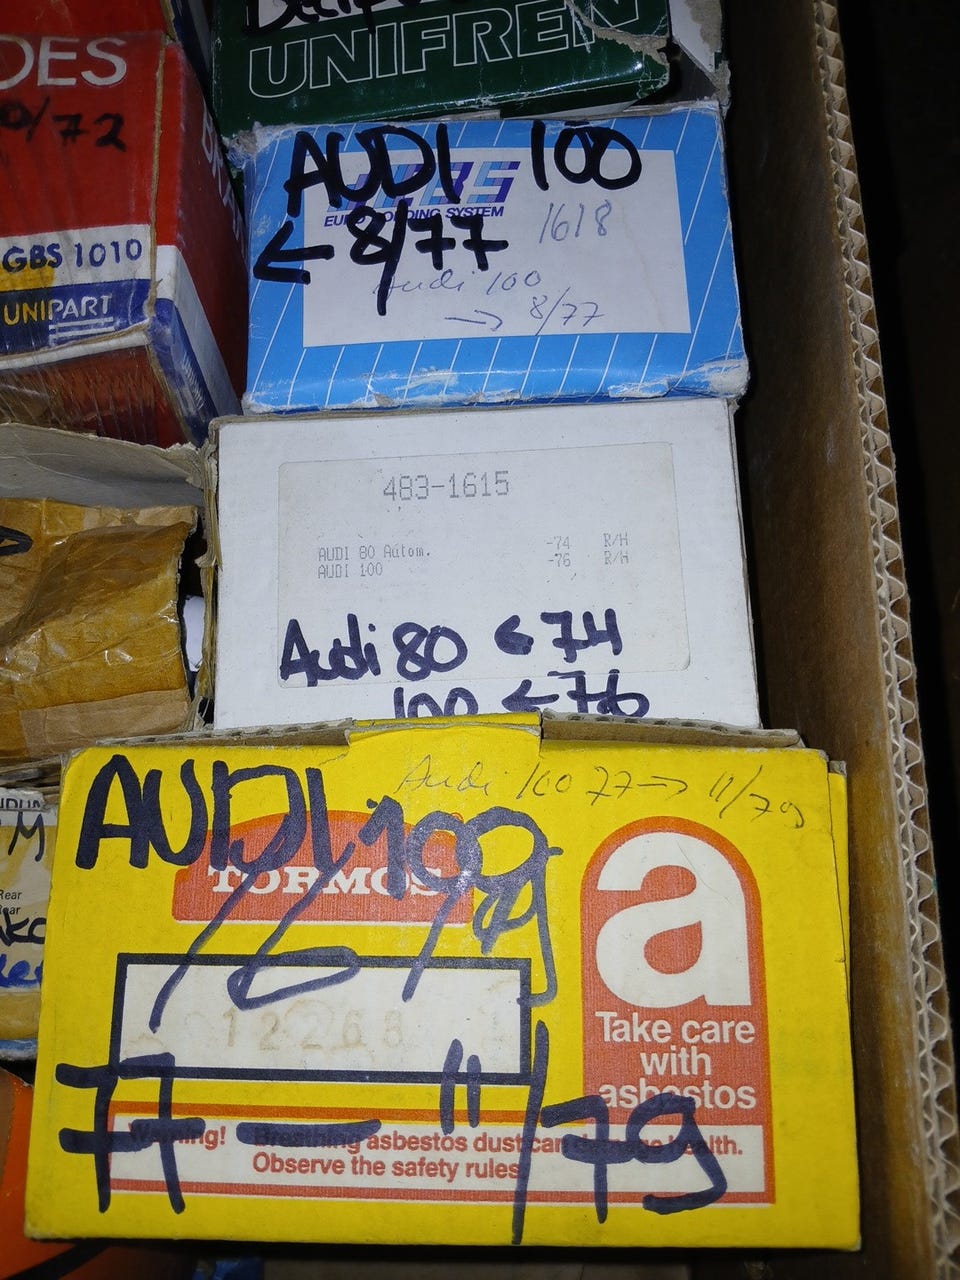 UNIFREN
DES
0/72
GBS 1010
UNIPART
AUDI 100
SYSTEM
1618
← 8/77
Audi 100
→ 8/77
483-1615
AUDI 80 Autom. -74 R/H
AUDI 100 -76 R/H
Audi 80 ← 74
100 ← 76
Audi 100 77 → 11/79
AUDI 100
TORMOS
12268
a
Take care
with
asbestos
77 - 11/79
Warning! Breathing asbestos dust can damage health.
Observe the safety rules
M
Rear
Rear